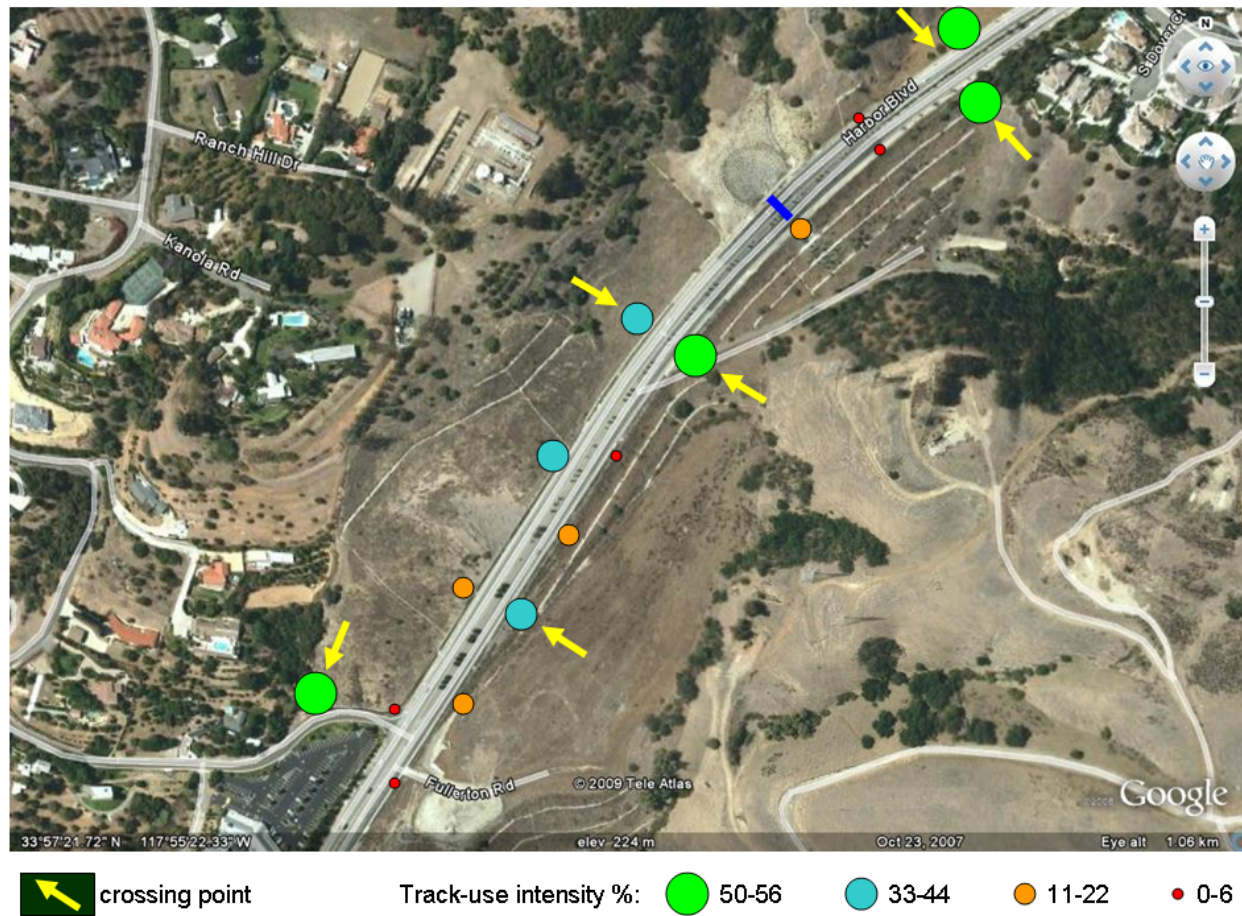 S Dover Ct
N
Harbor Blvd
Ranch Hill Dr
Kanola Rd
Fullerton Rd
© 2009 Tele Atlas
Google
33°57'21.72" N 117°55'22.33" W elev 224 m Oct 23, 2007 Eye alt 1.06 km
crossing point Track-use intensity %: 50-56 33-44 11-22 0-6